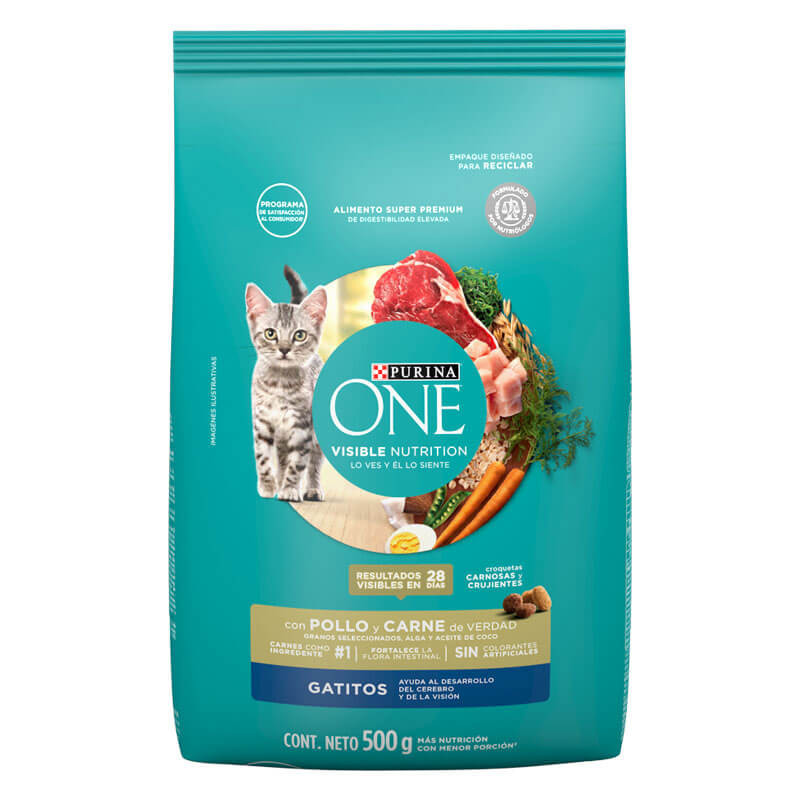 EMPAQUE DISEÑADO
PARA RECICLAR
PROGRAMA
DE SATISFACCIÓN
AL CONSUMIDOR
ALIMENTO SUPER PREMIUM
DE DIGESTIBILIDAD ELEVADA
FORMULADO
POR NUTRIÓLOGOS
IMÁGENES ILUSTRATIVAS
PURINA
ONE
VISIBLE NUTRITION
LO VES Y ÉL LO SIENTE
RESULTADOS
VISIBLES EN 28
DÍAS
croquetas
CARNOSAS y
CRUJIENTES
con POLLO y CARNE de VERDAD
GRANOS SELECCIONADOS, ALGA Y ACEITE DE COCO
CARNES COMO
INGREDIENTE #1
FORTALECE LA
FLORA INTESTINAL
SIN COLORANTES
ARTIFICIALES
GATITOS
AYUDA AL DESARROLLO
DEL CEREBRO
Y DE LA VISIÓN
CONT. NETO 500 g
MÁS NUTRICIÓN
CON MENOR PORCIÓN